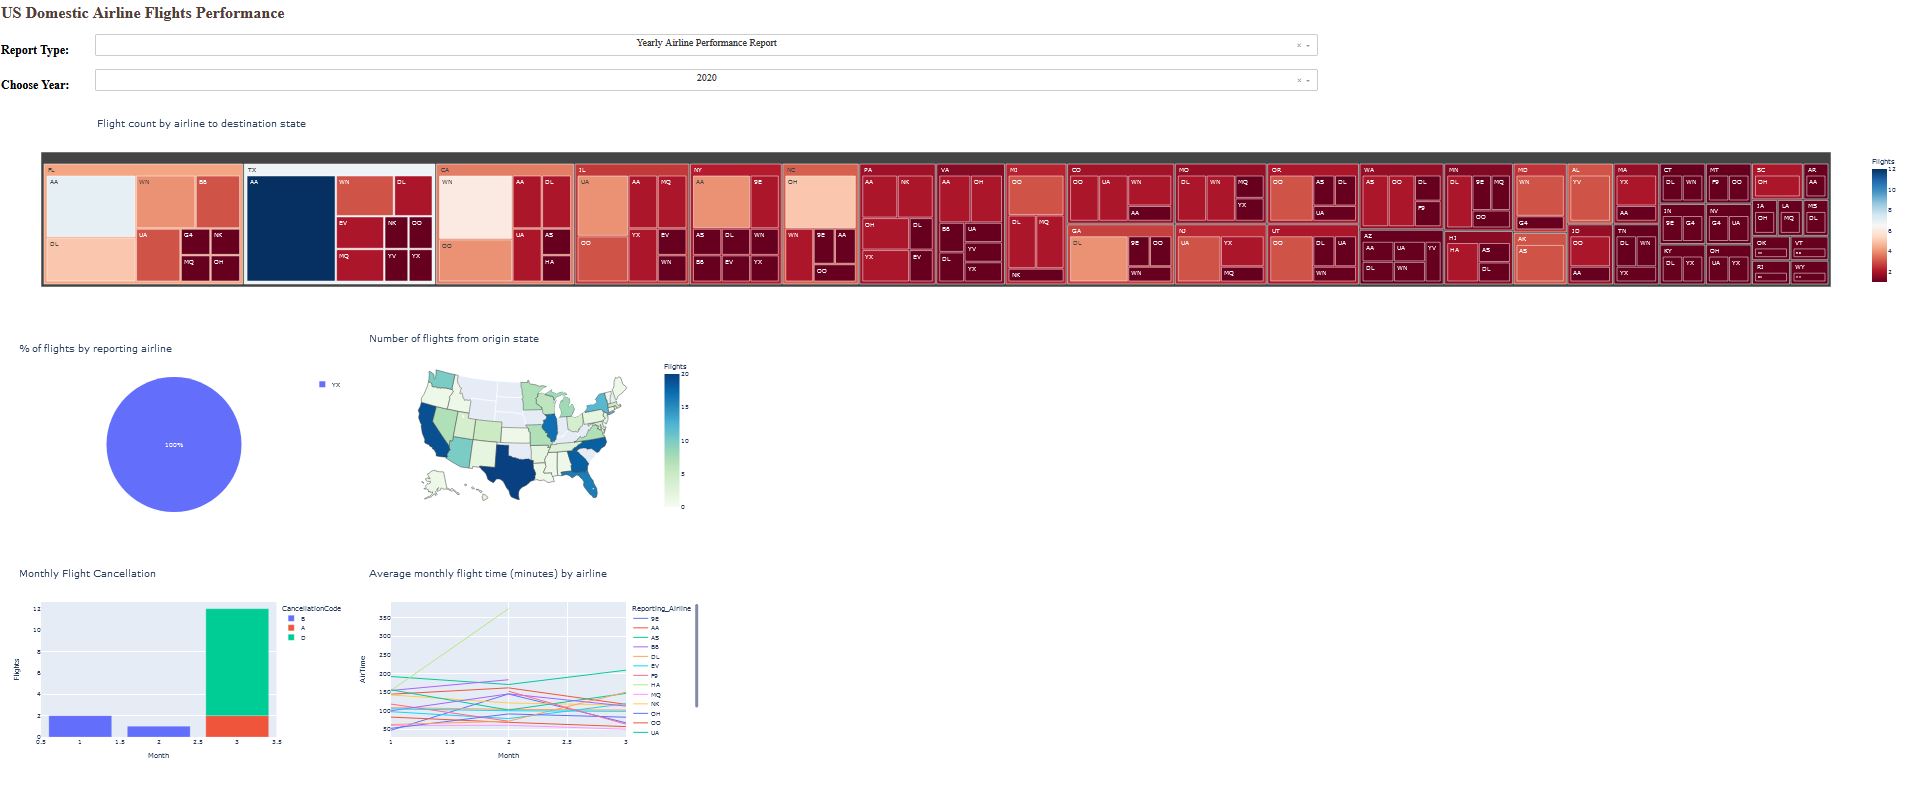 US Domestic Airline Flights Performance
Report Type:
Yearly Airline Performance Report
× 
Choose Year:
2020
× 
Flight count by airline to destination state
FL TX CA IL NY NC PA VA MI CO MO OR WA MN MD AL MA CT MT SC AR
AA WN B6 AA WN DL WN AA DL UA AA MQ AA 9E OH AA NK AA OH OO OO UA WN DL WN MQ OO AS DL AS OO DL MN 9E MQ WN YV YX DL WN F9 OO OH AA
YX AA UA F9 OO G4 AA
IN NV IA LA MS
9E G4 G4 UA OH MQ DL
DL UA G4 NK EV NK OO OO UA AS HA OO YX EV AS DL WN WN 9E AA OH DL B6 UA DL MQ GA NJ UT AZ HI AK ID TN
MQ OH MQ YV YX WN B6 EV YX OO YX EV DL YV YX NK
DL 9E OO WN UA YX MQ OO DL UA WN AA UA YV DL WN HA AS DL AS OO AA DL WN YX
KY OH OK VT
DL YX UA YX RI WY
Flights
12
10
8
6
4
2
% of flights by reporting airline
YX
100%
Number of flights from origin state
Flights
20
15
10
5
0
Monthly Flight Cancellation
CancellationCode
B
A
D
Flights
12
10
8
6
4
2
0
0.5 1 1.5 2 2.5 3 3.5
Month
Average monthly flight time (minutes) by airline
Reporting_Airline
9E
AA
AS
B6
DL
EV
F9
HA
MQ
NK
OH
OO
UA
AirTime
350
300
250
200
150
100
50
1 1.5 2 2.5 3
Month